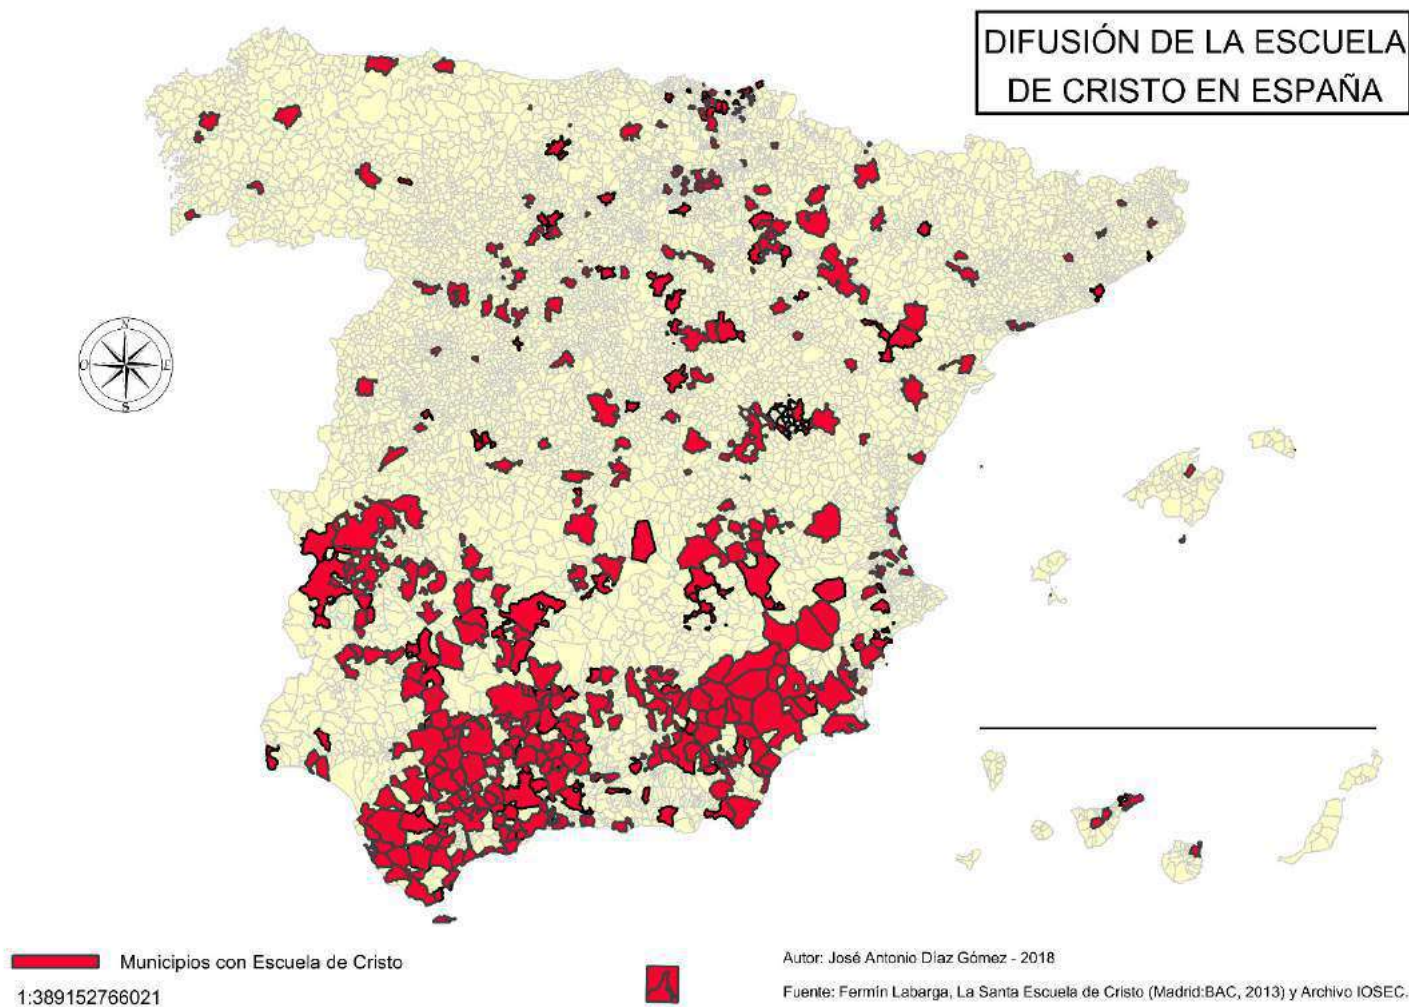 DIFUSIÓN DE LA ESCUELA
DE CRISTO EN ESPAÑA
N
O
E
S
Municipios con Escuela de Cristo
1:389152766021
Autor: José Antonio Díaz Gómez - 2018
Fuente: Fermín Labarga, La Santa Escuela de Cristo (Madrid:BAC, 2013) y Archivo IOSEC.